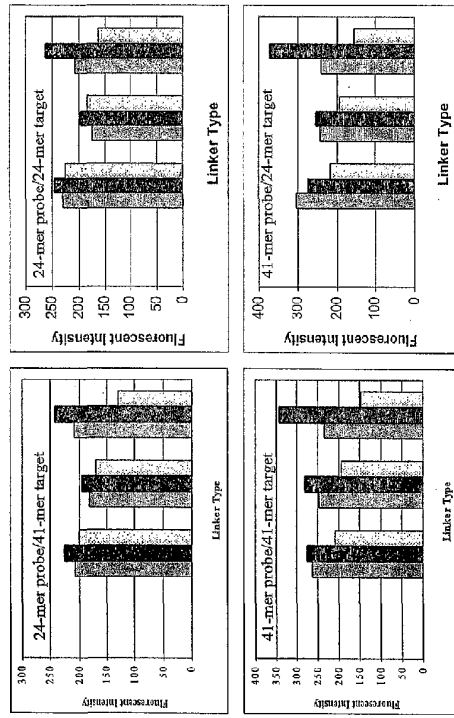 24-mer probe/24-mer target
Fluorescent Intensity
300
250
200
150
100
50
0
Linker Type
41-mer probe/24-mer target
Fluorescent Intensity
400
300
200
100
0
Linker Type
24-mer probe/41-mer target
Fluorescent Intensity
300
250
200
150
100
50
0
Linker Type
41-mer probe/41-mer target
Fluorescent Intensity
400
350
300
250
200
150
100
50
0
Linker Type